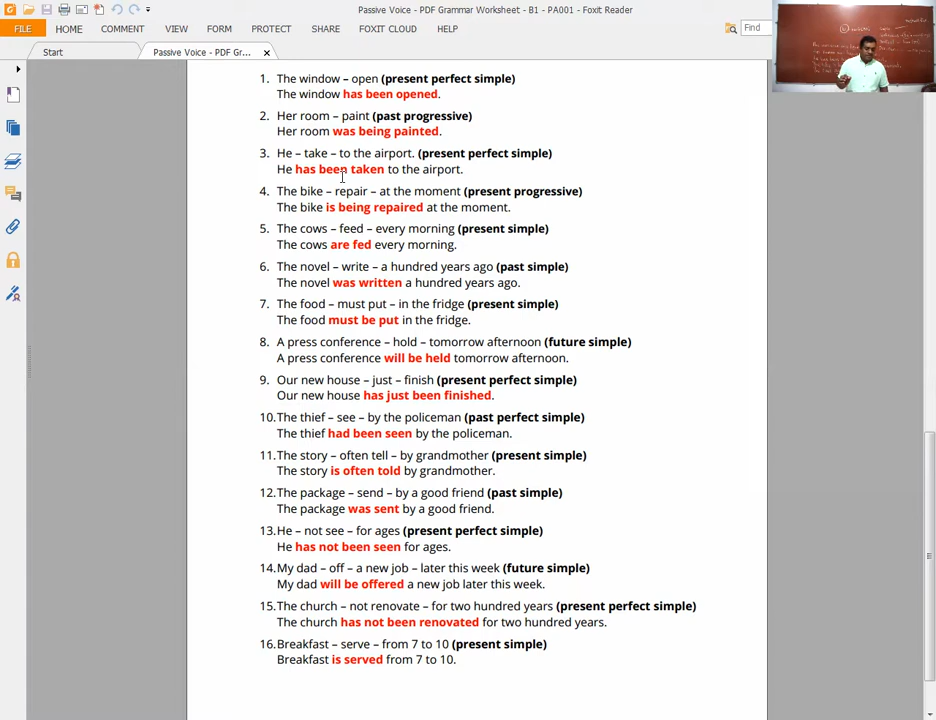 Passive Voice - PDF Grammar Worksheet - B1 - PA001 - Foxit Reader
FILE HOME COMMENT VIEW FORM PROTECT SHARE FOXIT CLOUD HELP Find
Start Passive Voice - PDF Gr...
1. The window – open (present perfect simple)
The window has been opened.
2. Her room – paint (past progressive)
Her room was being painted.
3. He – take – to the airport. (present perfect simple)
He has been taken to the airport.
4. The bike – repair – at the moment (present progressive)
The bike is being repaired at the moment.
5. The cows – feed – every morning (present simple)
The cows are fed every morning.
6. The novel – write – a hundred years ago (past simple)
The novel was written a hundred years ago.
7. The food – must put – in the fridge (present simple)
The food must be put in the fridge.
8. A press conference – hold – tomorrow afternoon (future simple)
A press conference will be held tomorrow afternoon.
9. Our new house – just – finish (present perfect simple)
Our new house has just been finished.
10. The thief – see – by the policeman (past perfect simple)
The thief had been seen by the policeman.
11. The story – often tell – by grandmother (present simple)
The story is often told by grandmother.
12. The package – send – by a good friend (past simple)
The package was sent by a good friend.
13. He – not see – for ages (present perfect simple)
He has not been seen for ages.
14. My dad – off – a new job – later this week (future simple)
My dad will be offered a new job later this week.
15. The church – not renovate – for two hundred years (present perfect simple)
The church has not been renovated for two hundred years.
16. Breakfast – serve – from 7 to 10 (present simple)
Breakfast is served from 7 to 10.